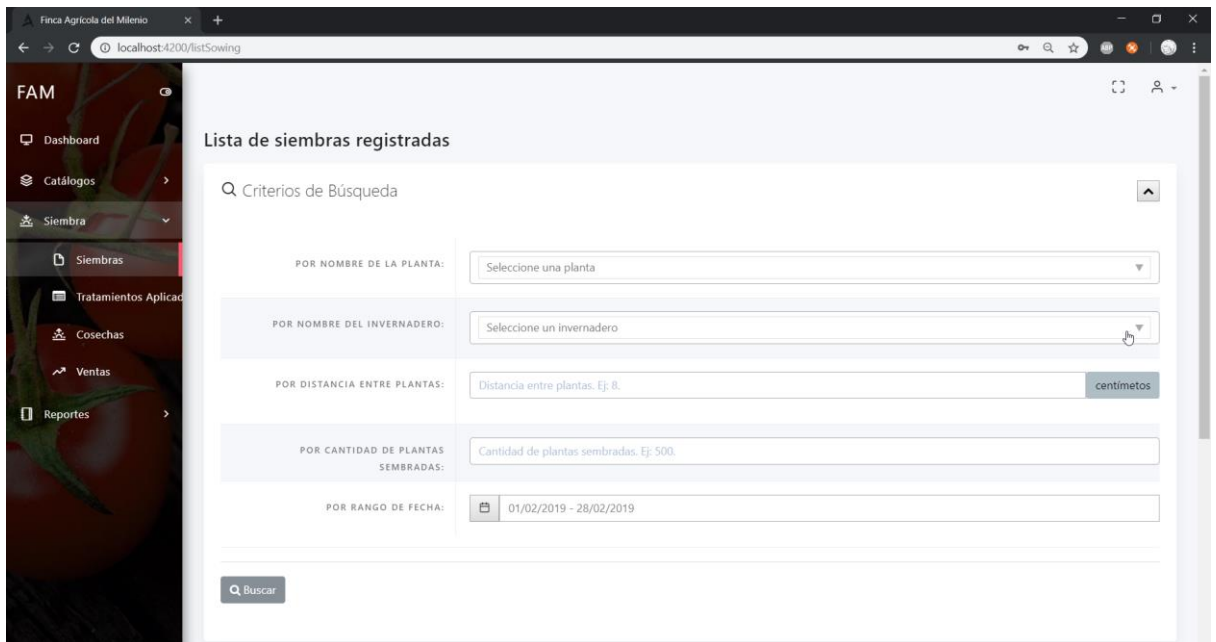 Finca Agrícola del Milenio
localhost:4200/listSowing
FAM
Dashboard
Catálogos
Siembra
Siembras
Tratamientos Aplicad
Cosechas
Ventas
Reportes
Lista de siembras registradas
Criterios de Búsqueda
POR NOMBRE DE LA PLANTA:
Seleccione una planta
POR NOMBRE DEL INVERNADERO:
Seleccione un invernadero
POR DISTANCIA ENTRE PLANTAS:
Distancia entre plantas. Ej: 8.
centímetos
POR CANTIDAD DE PLANTAS
SEMBRADAS:
Cantidad de plantas sembradas. Ej: 500.
POR RANGO DE FECHA:
01/02/2019 - 28/02/2019
Buscar